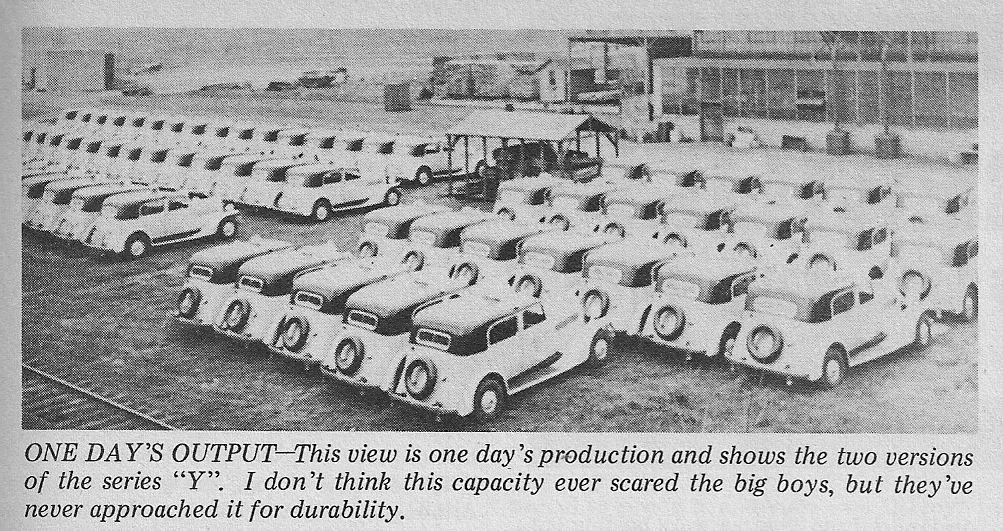 ONE DAY'S OUTPUT—This view is one day's production and shows the two versions
of the series "Y". I don't think this capacity ever scared the big boys, but they've
never approached it for durability.